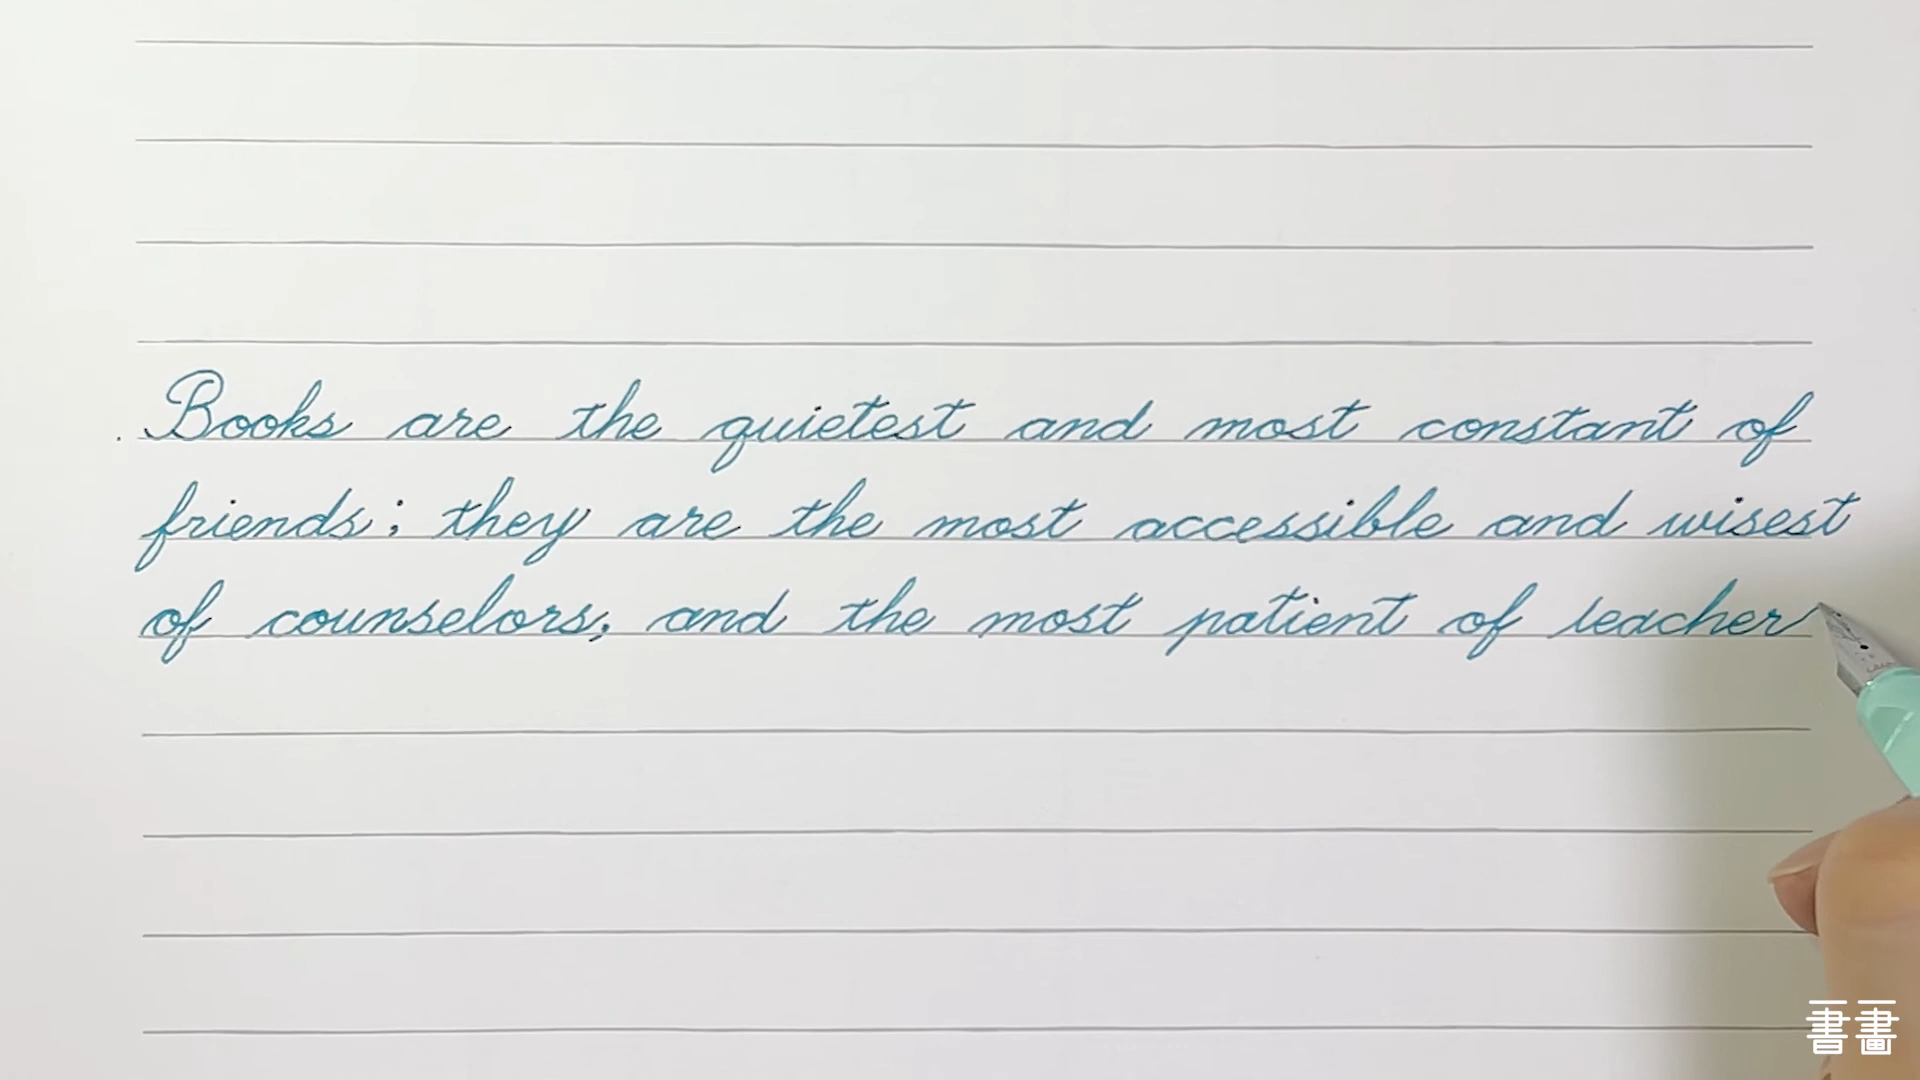 Books are the quietest and most constant of
friends; they are the most accessible and wisest
of counselors, and the most patient of teacher
書畫